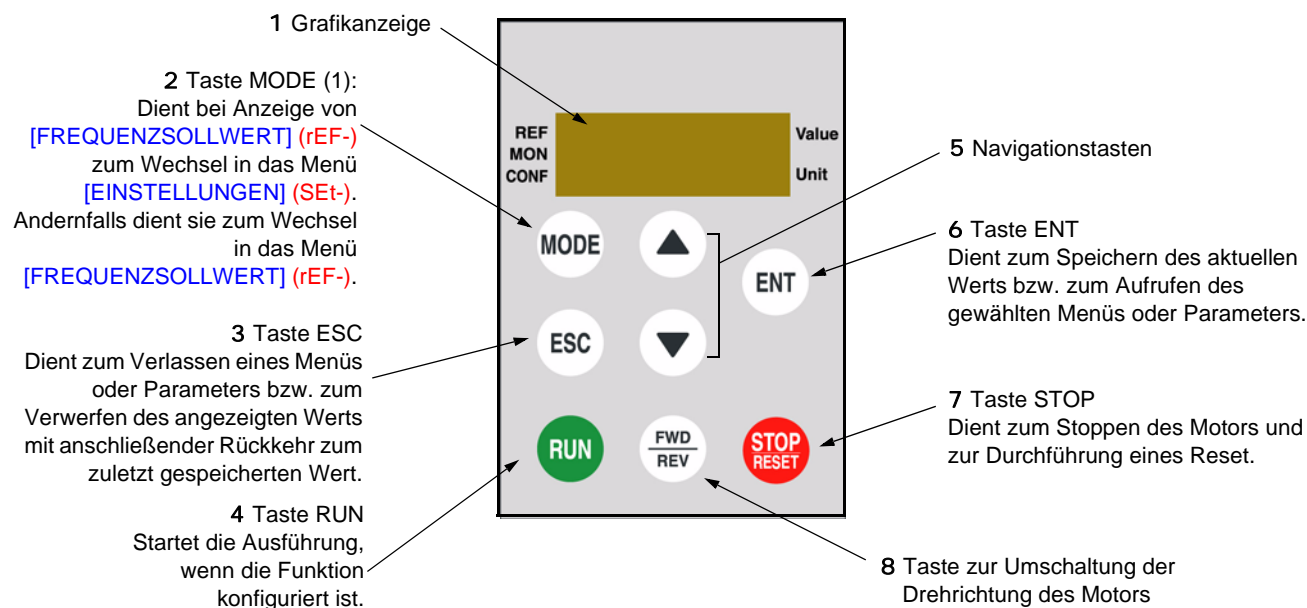 1 Grafikanzeige
2 Taste MODE (1):
Dient bei Anzeige von
[FREQUENZSOLLWERT] (rEF-)
zum Wechsel in das Menü
[EINSTELLUNGEN] (SEt-).
Andernfalls dient sie zum Wechsel
in das Menü
[FREQUENZSOLLWERT] (rEF-).
3 Taste ESC
Dient zum Verlassen eines Menüs
oder Parameters bzw. zum
Verwerfen des angezeigten Werts
mit anschließender Rückkehr zum
zuletzt gespeicherten Wert.
4 Taste RUN
Startet die Ausführung,
wenn die Funktion
konfiguriert ist.
REF
MON
CONF
Value
Unit
MODE
ENT
ESC
RUN
FWD
REV
STOP
RESET
5 Navigationstasten
6 Taste ENT
Dient zum Speichern des aktuellen
Werts bzw. zum Aufrufen des
gewählten Menüs oder Parameters.
7 Taste STOP
Dient zum Stoppen des Motors und
zur Durchführung eines Reset.
8 Taste zur Umschaltung der
Drehrichtung des Motors